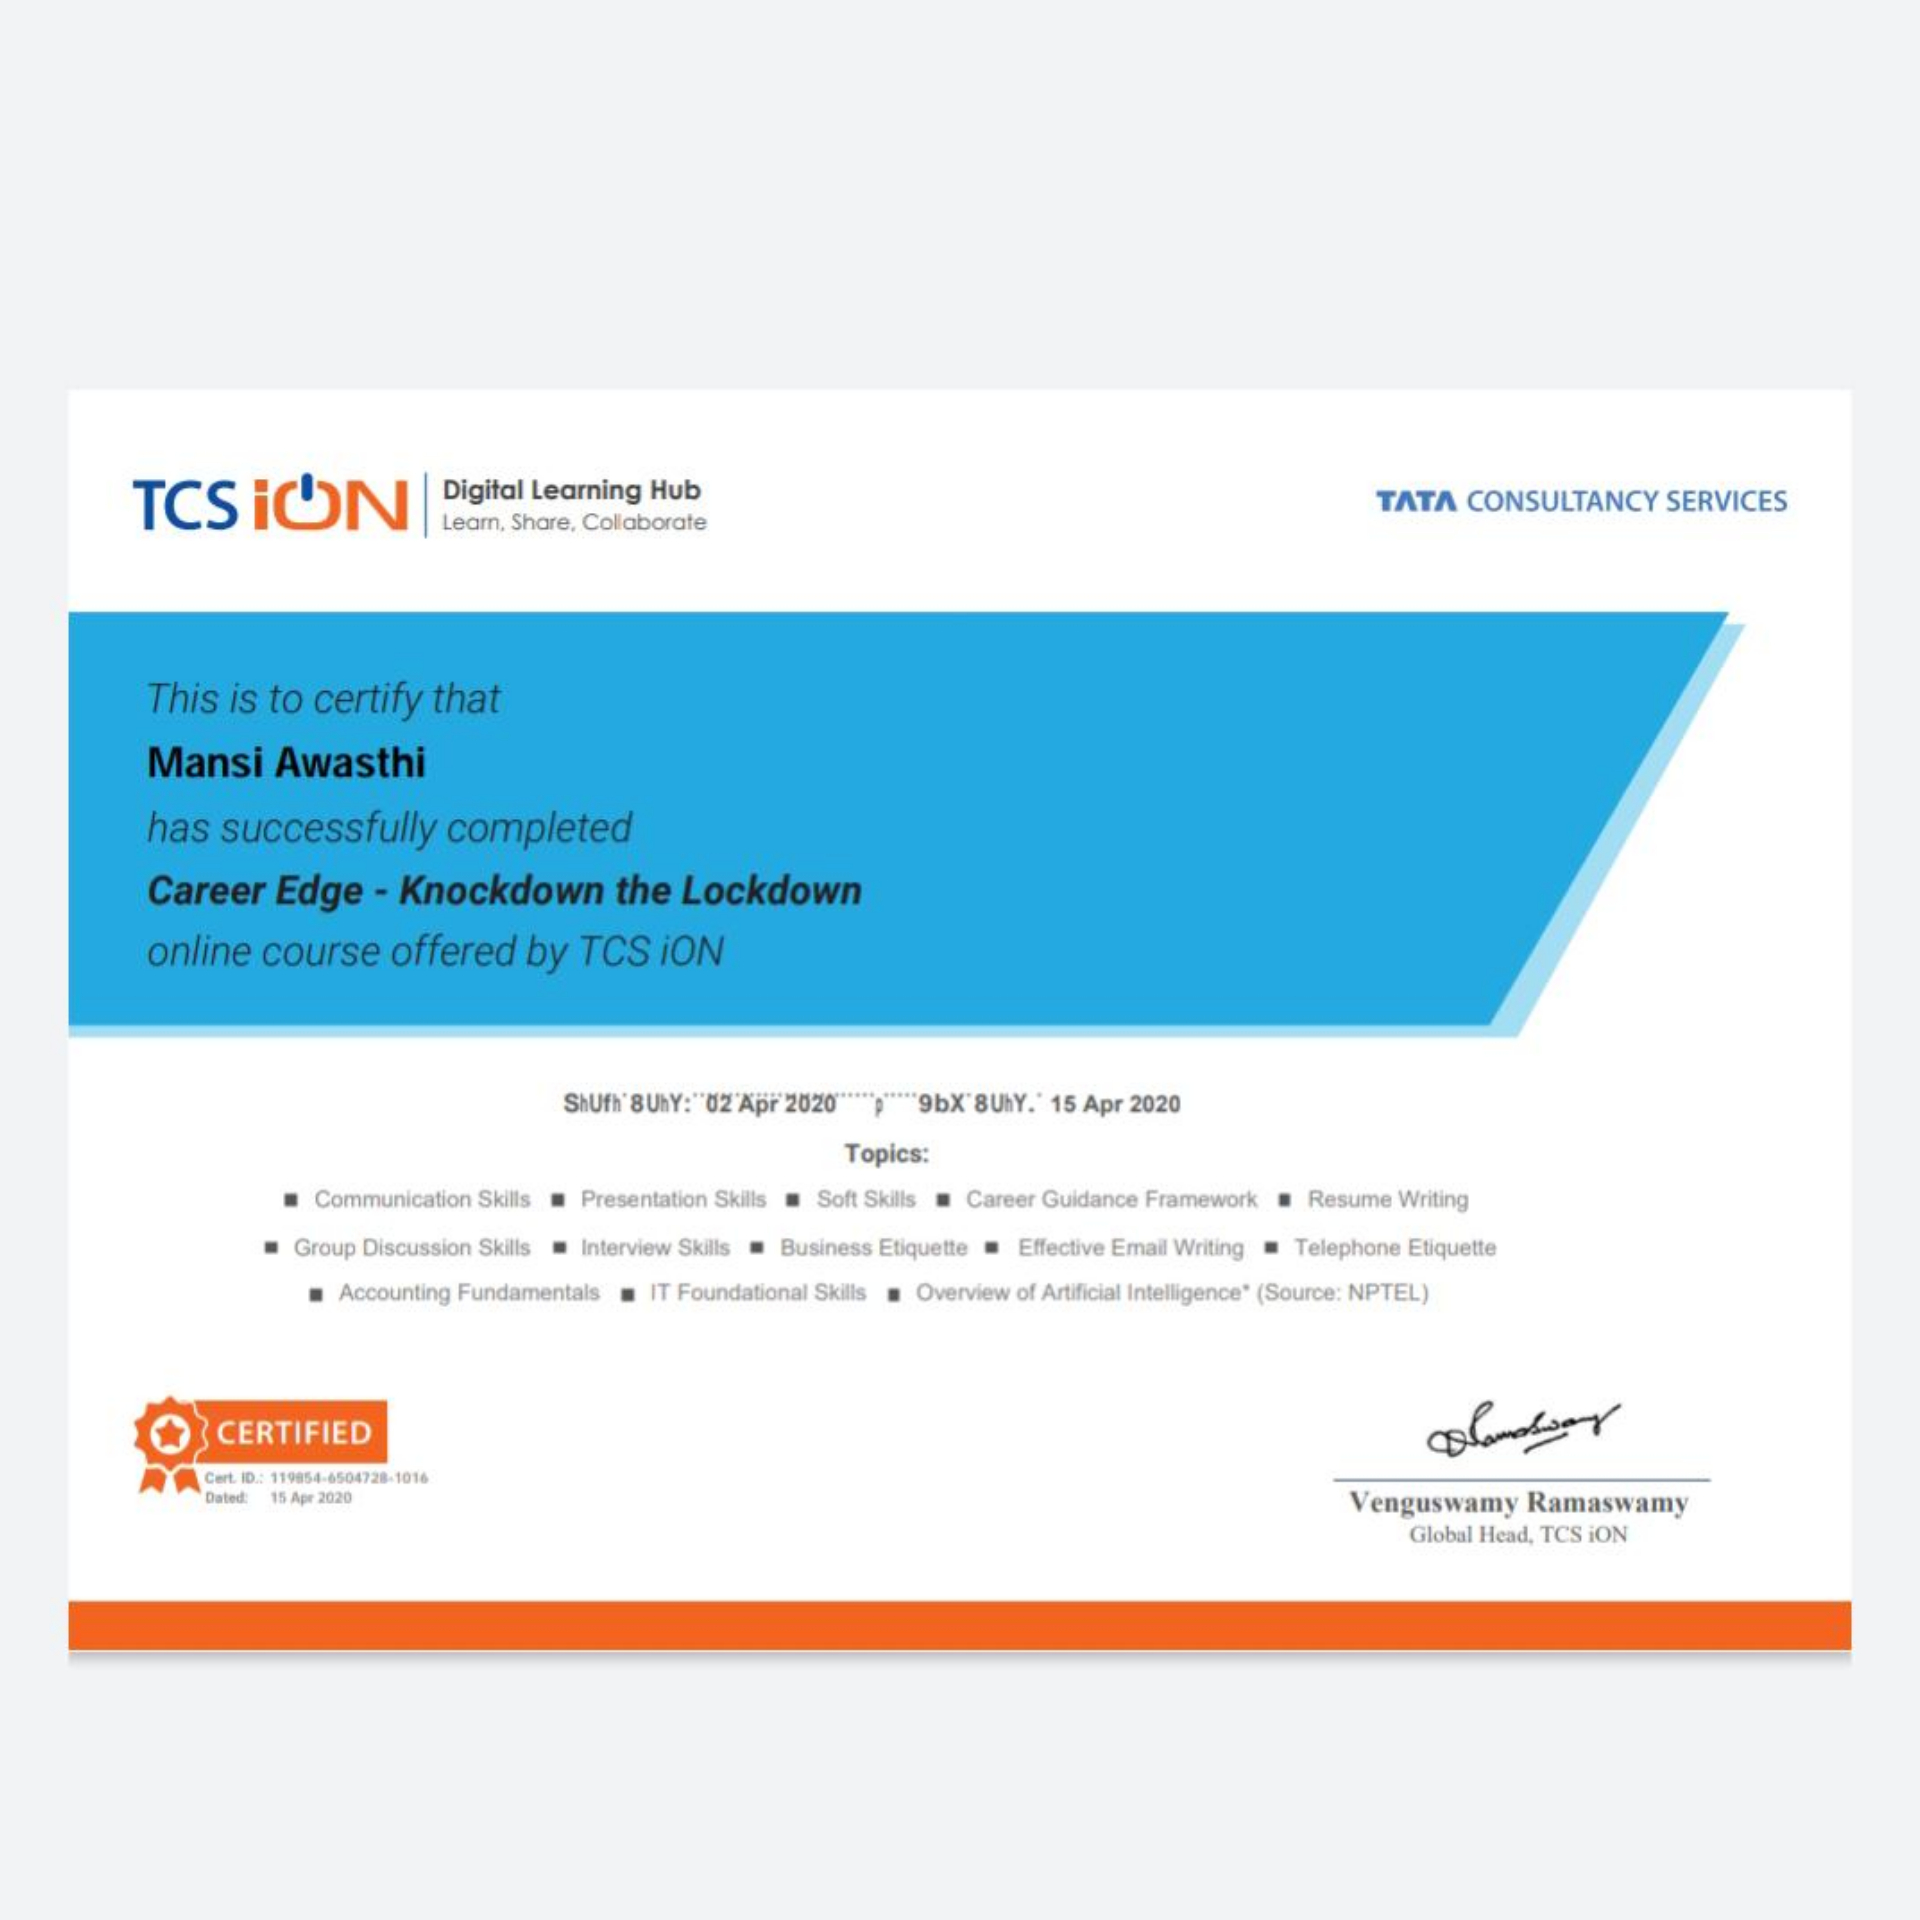 TCS iON
Digital Learning Hub
Learn, Share, Collaborate
TATA CONSULTANCY SERVICES
This is to certify that
Mansi Awasthi
has successfully completed
Career Edge - Knockdown the Lockdown
online course offered by TCS iON
ShUfh 8UhY: 02 Apr 2020 p 9bX 8UhY. 15 Apr 2020
Topics:
■ Communication Skills ■ Presentation Skills ■ Soft Skills ■ Career Guidance Framework ■ Resume Writing
■ Group Discussion Skills ■ Interview Skills ■ Business Etiquette ■ Effective Email Writing ■ Telephone Etiquette
■ Accounting Fundamentals ■ IT Foundational Skills ■ Overview of Artificial Intelligence* (Source: NPTEL)
CERTIFIED
Cert. ID.: 119854-6504728-1016
Dated: 15 Apr 2020
Venguswamy Ramaswamy
Global Head, TCS iON